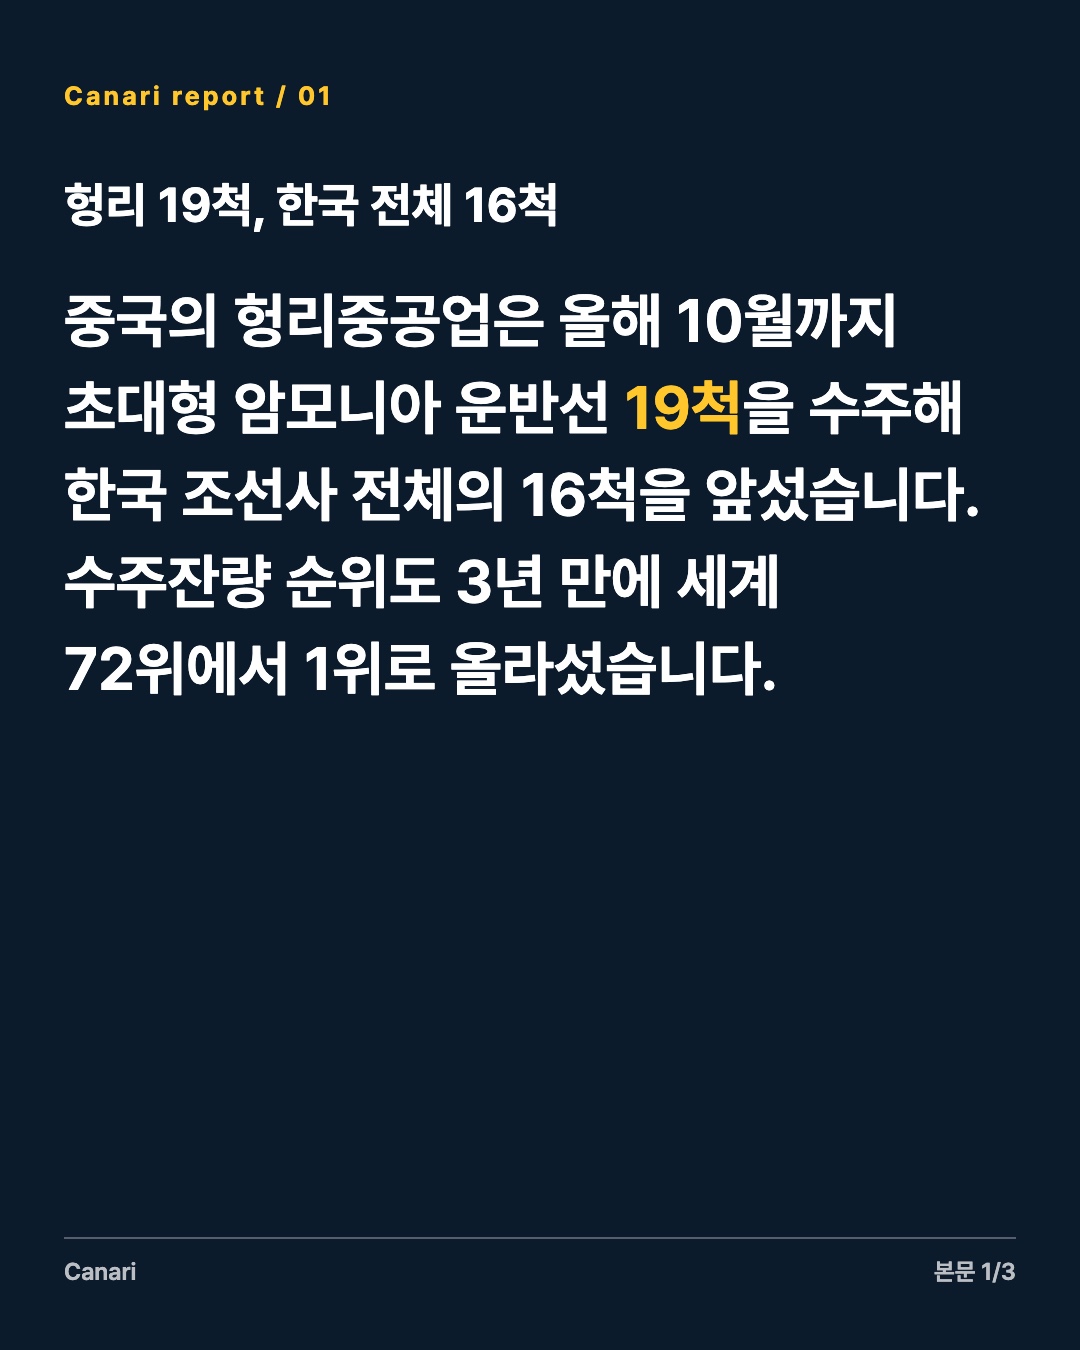 Canari report / 01
헝리 19척, 한국 전체 16척
중국의 헝리중공업은 올해 10월까지
초대형 암모니아 운반선 19척을 수주해
한국 조선사 전체의 16척을 앞섰습니다.
수주잔량 순위도 3년 만에 세계
72위에서 1위로 올라섰습니다.
Canari
본문 1/3